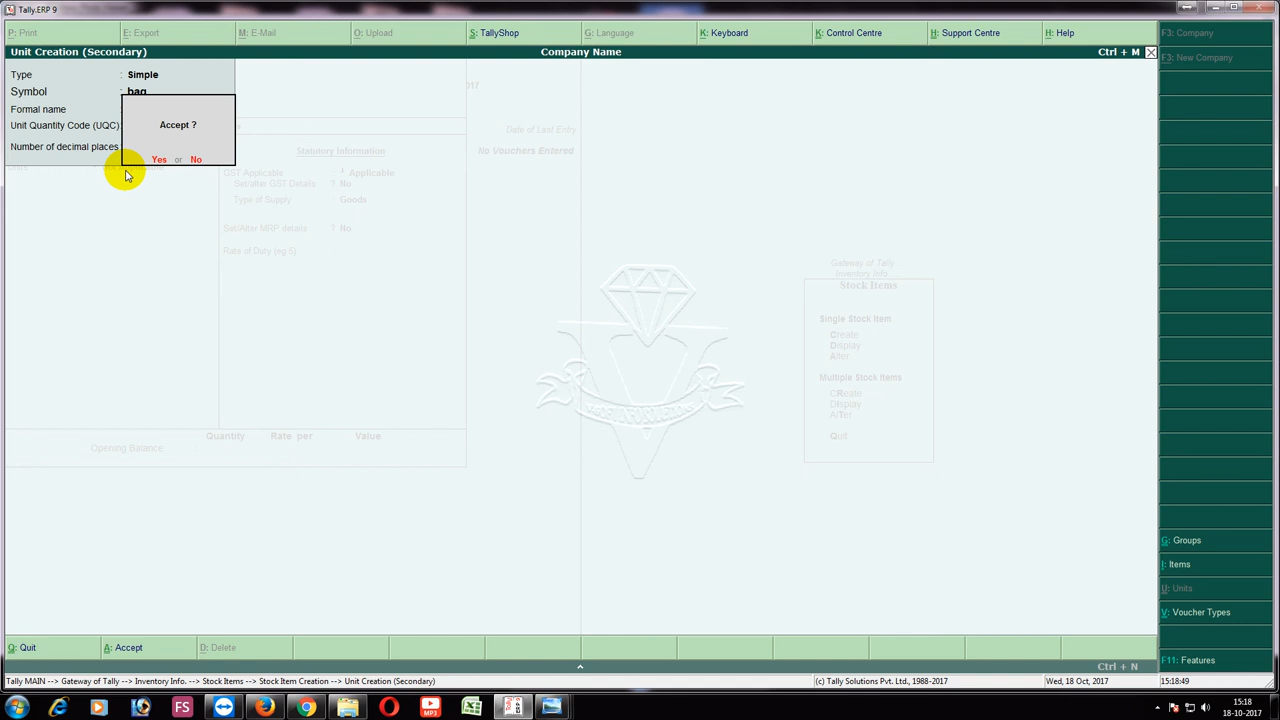 Tally.ERP 9
P: Print
E: Export
M: E-Mail
O: Upload
S: TallyShop
G: Language
K: Keyboard
K: Control Centre
H: Support Centre
H: Help
F3: Company
Unit Creation (Secondary)
Company Name
Ctrl + M
F3: New Company
Type : Simple
Symbol : bag
Formal name
Unit Quantity Code (UQC)
Number of decimal places
Accept ?
Yes or No
2017
Date of Last Entry
No Vouchers Entered
Statutory Information
GST Applicable : Applicable
Set/alter GST Details ? No
Type of Supply : Goods
Set/Alter MRP details ? No
Rate of Duty (eg 5)
Gateway of Tally ...
Inventory Info. ...
Stock Items
Single Stock Item
Create
Display
Alter
Multiple Stock Items
CReate
DIsplay
AlTer
Quit
Quantity Rate per Value
Opening Balance
G: Groups
I: Items
U: Units
V: Voucher Types
F11: Features
Q: Quit
A: Accept
D: Delete
Ctrl + N
Tally MAIN --> Gateway of Tally --> Inventory Info. --> Stock Items --> Stock Item Creation --> Unit Creation (Secondary)
(c) Tally Solutions Pvt. Ltd., 1988-2017
Wed, 18 Oct, 2017
15:18:49
FS
MP3
15:18
18-10-2017